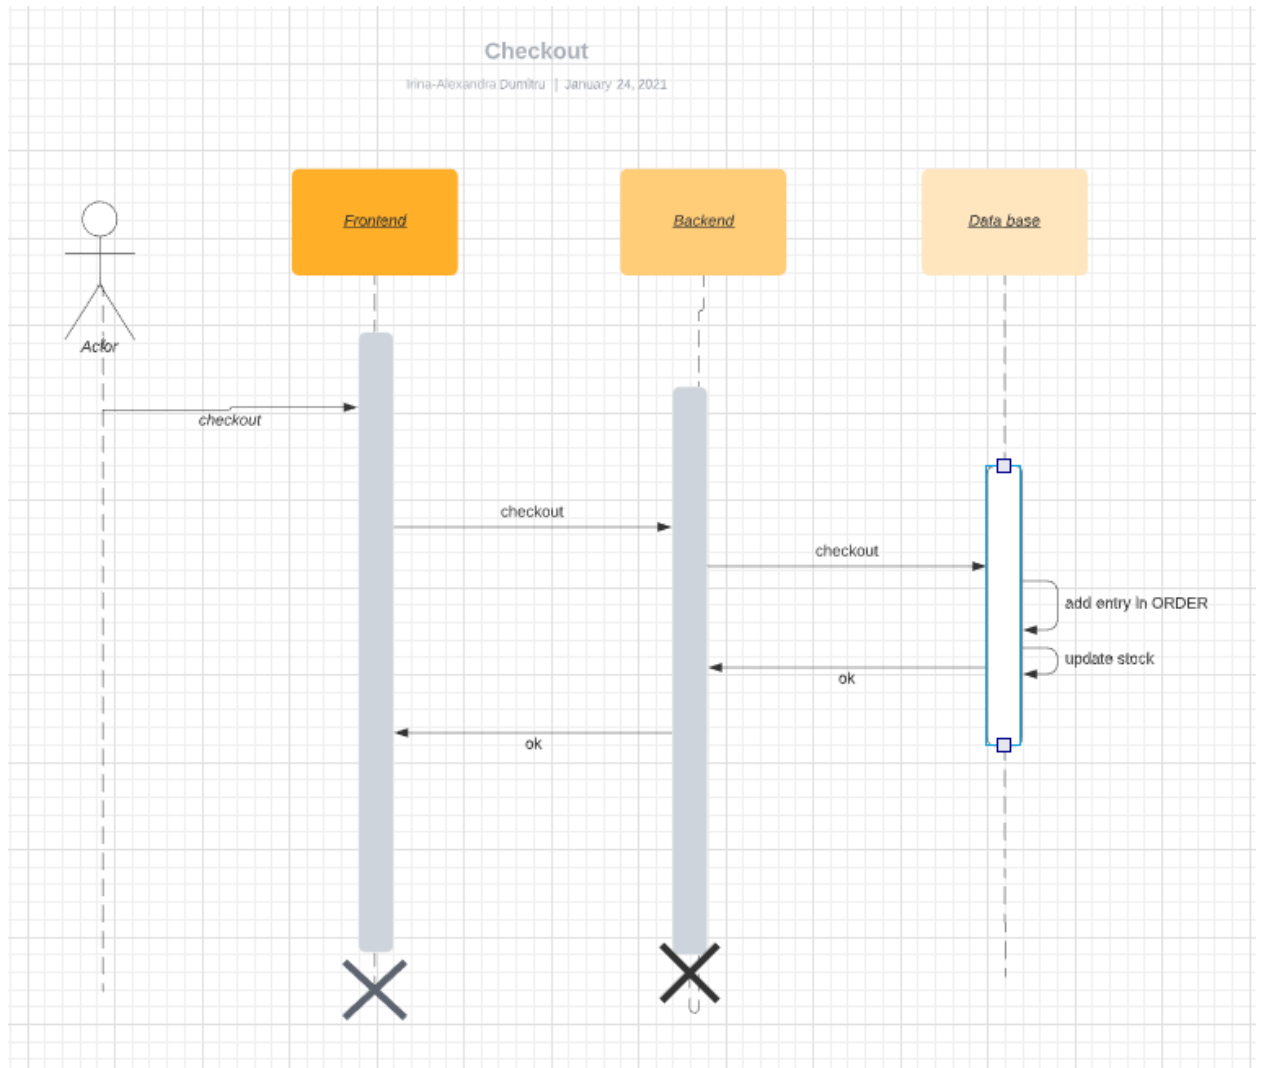 Checkout
Irina-Alexandra Dumitru | January 24, 2021
Frontend
Backend
Data base
Actor
checkout
checkout
checkout
add entry in ORDER
update stock
ok
ok